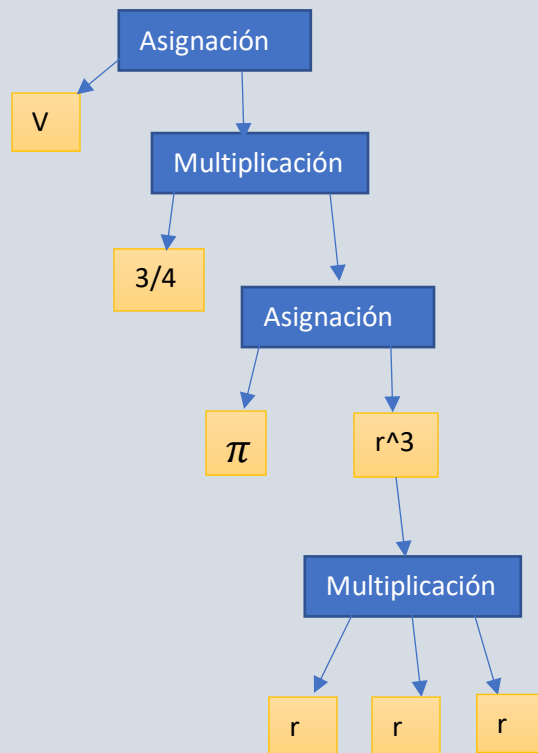 Asignación
V
Multiplicación
3/4
Asignación
π
r^3
Multiplicación
r
r
r